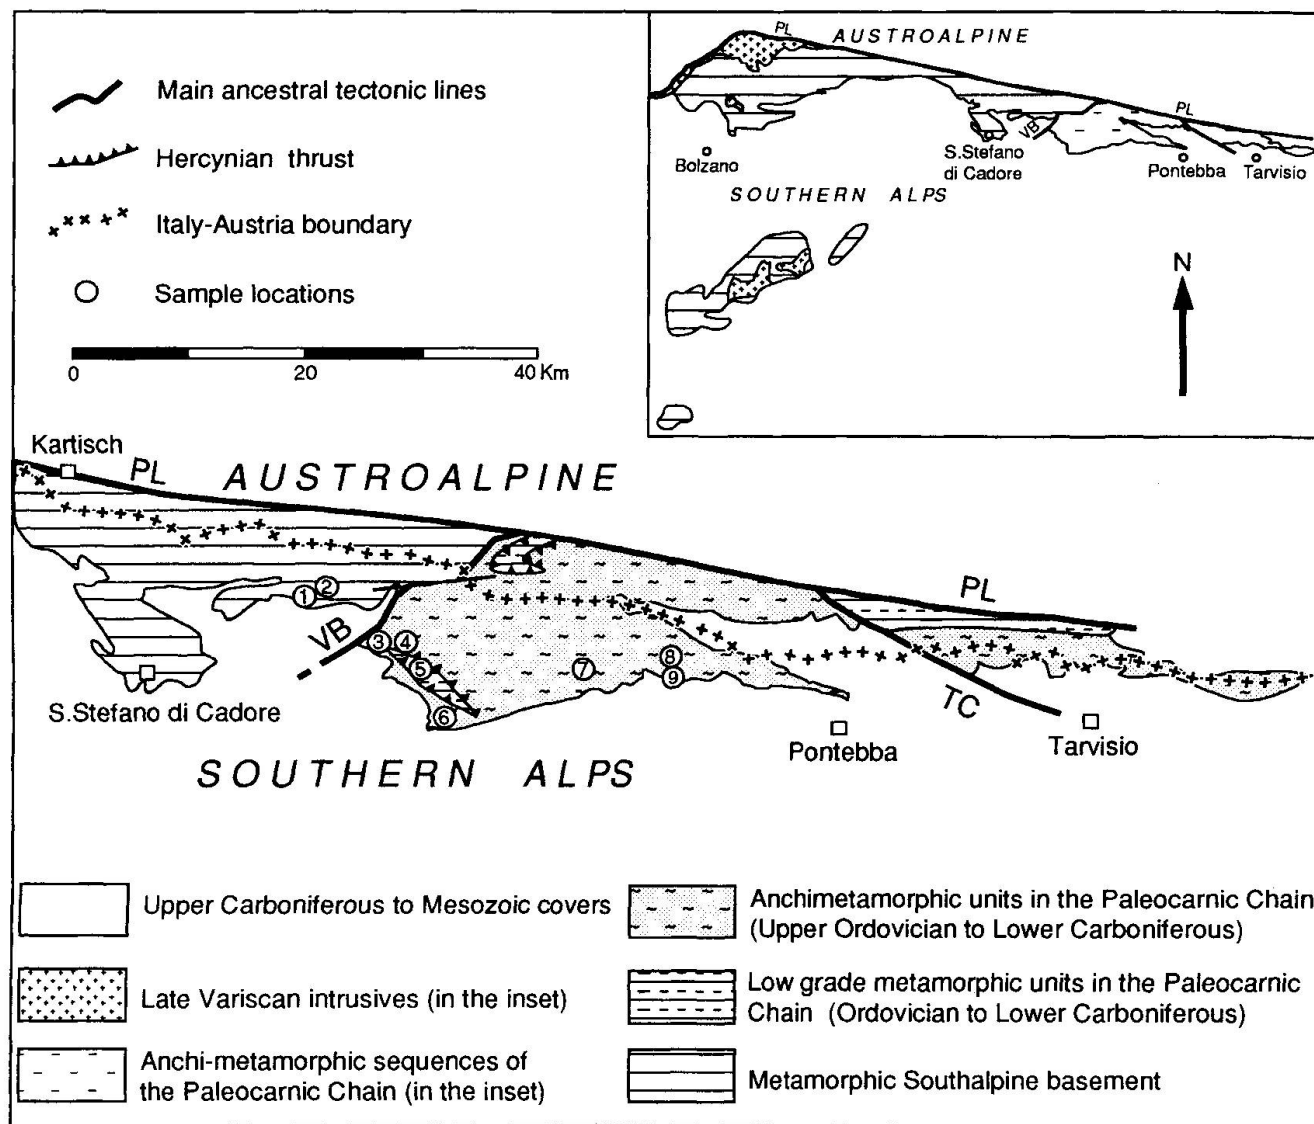 Main ancestral tectonic lines
Hercynian thrust
Italy-Austria boundary
Sample locations
0 20 40 Km
PL
AUSTROALPINE
PL
VB
Bolzano
S.Stefano
di Cadore
Pontebba
Tarvisio
SOUTHERN ALPS
N
Kartisch
PL
AUSTROALPINE
PL
1
2
VB
3
4
5
6
7
8
9
TC
S.Stefano di Cadore
Pontebba
Tarvisio
SOUTHERN ALPS
Upper Carboniferous to Mesozoic covers
Late Variscan intrusives (in the inset)
Anchi-metamorphic sequences of
the Paleocarnic Chain (in the inset)
Anchimetamorphic units in the Paleocarnic Chain
(Upper Ordovician to Lower Carboniferous)
Low grade metamorphic units in the Paleocarnic
Chain (Ordovician to Lower Carboniferous)
Metamorphic Southalpine basement